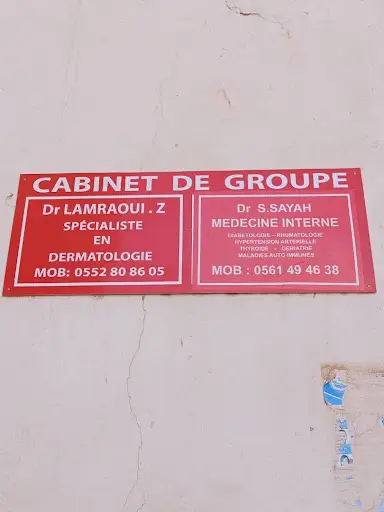 CABINET DE GROUPE
Dr LAMRAOUI . Z
SPÉCIALISTE
EN
DERMATOLOGIE
MOB: 0552 80 86 05
Dr S.SAYAH
MEDECINE INTERNE
DIABETOLOGIE - RHUMATOLOGIE
HYPERTENSION ARTERIELLE
THYROIDE - GERIATRIE
MALADIES AUTO IMMUNES
MOB : 0561 49 46 38